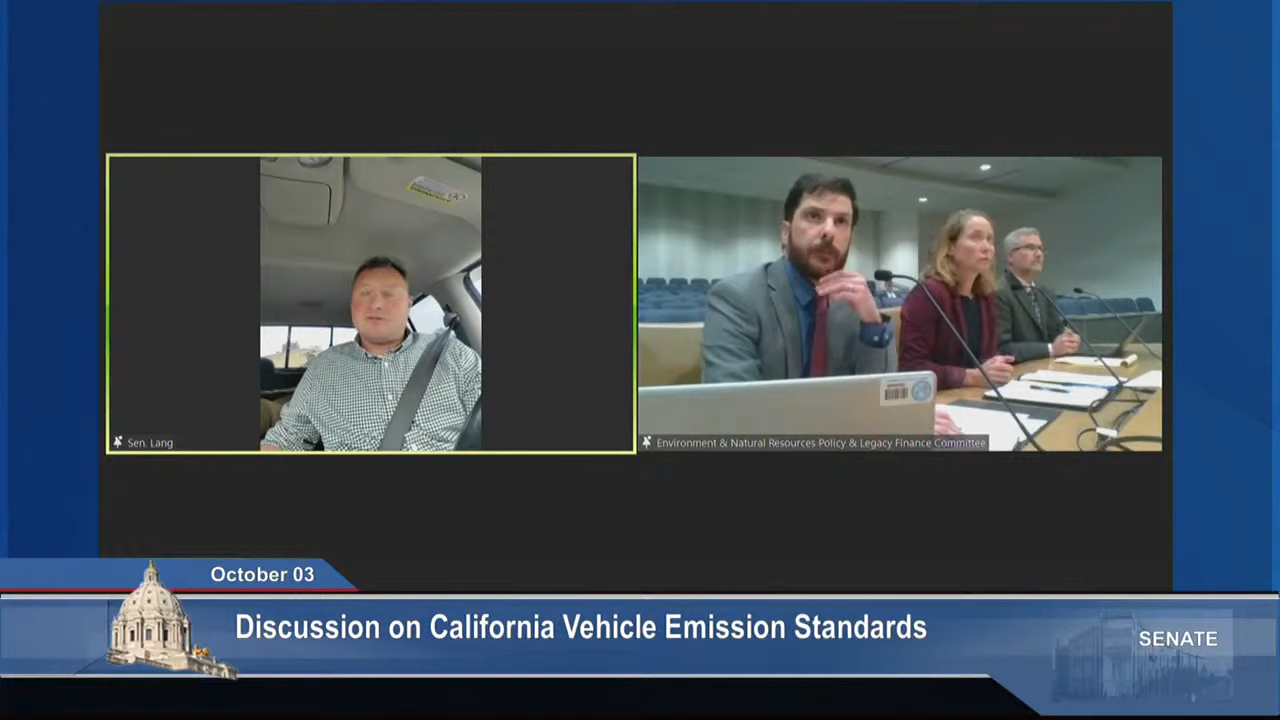 Sen. Lang
Environment & Natural Resources Policy & Legacy Finance Committee
October 03
Discussion on California Vehicle Emission Standards
SENATE